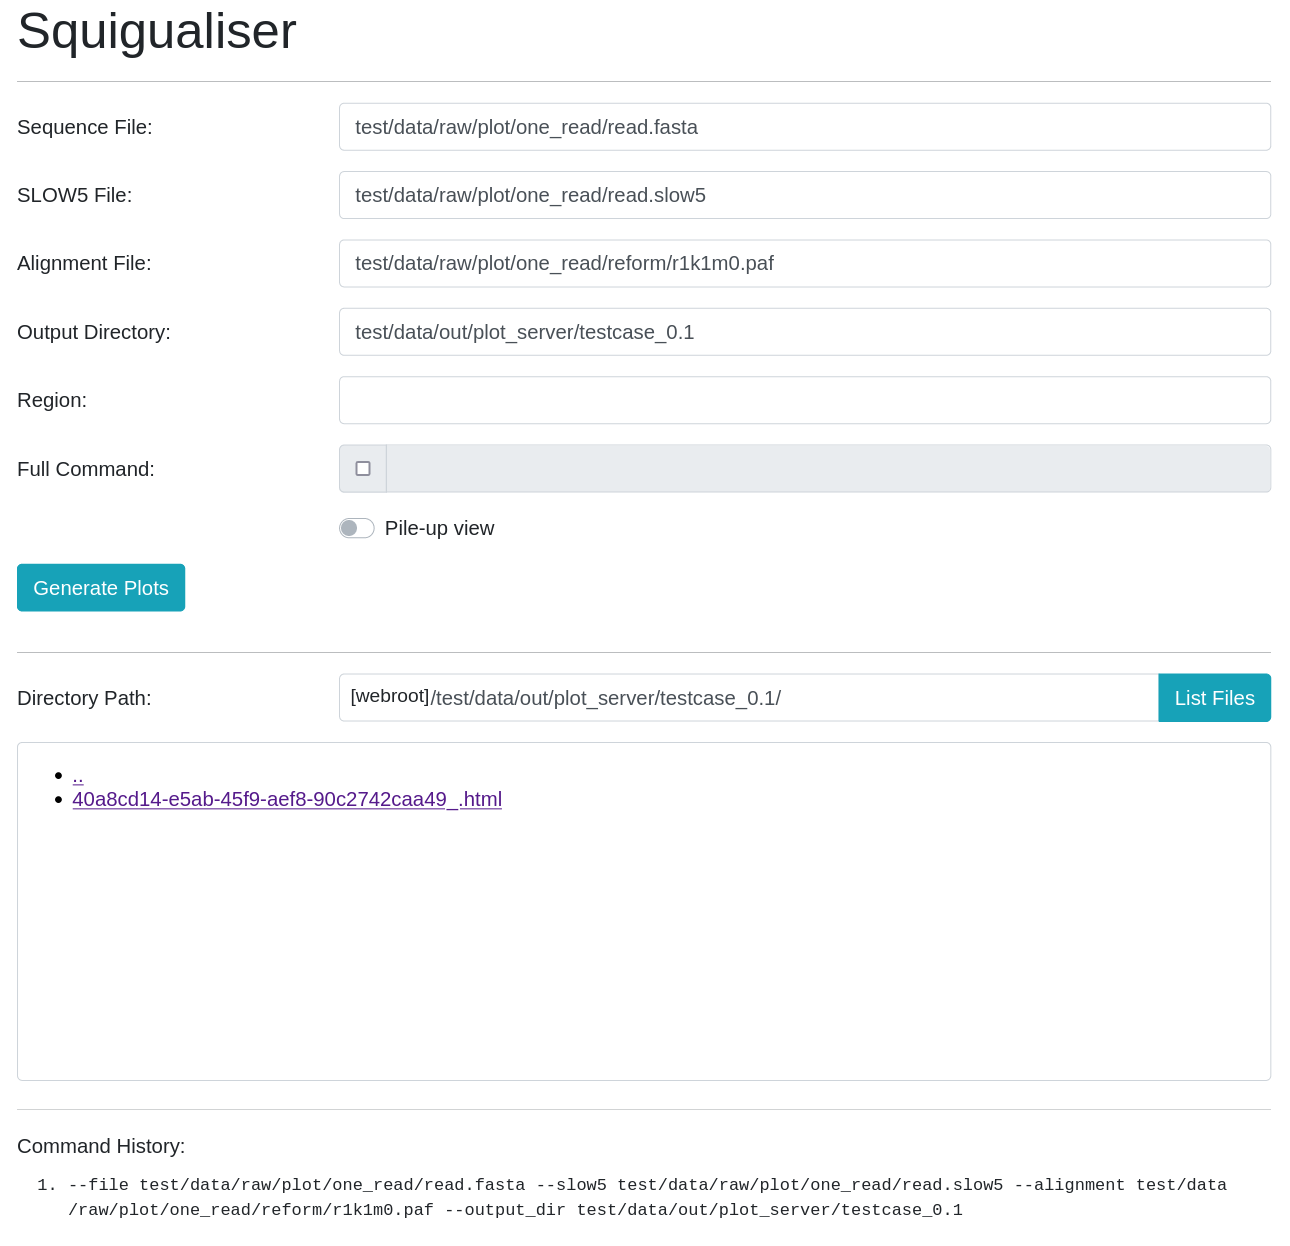 Squigualiser
Sequence File: test/data/raw/plot/one_read/read.fasta
SLOW5 File: test/data/raw/plot/one_read/read.slow5
Alignment File: test/data/raw/plot/one_read/reform/r1k1m0.paf
Output Directory: test/data/out/plot_server/testcase_0.1
Region:
Full Command:
Pile-up view
Generate Plots
Directory Path: [webroot]/test/data/out/plot_server/testcase_0.1/ List Files
• ..
• 40a8cd14-e5ab-45f9-aef8-90c2742caa49_.html
Command History:
1. --file test/data/raw/plot/one_read/read.fasta --slow5 test/data/raw/plot/one_read/read.slow5 --alignment test/data
/raw/plot/one_read/reform/r1k1m0.paf --output_dir test/data/out/plot_server/testcase_0.1